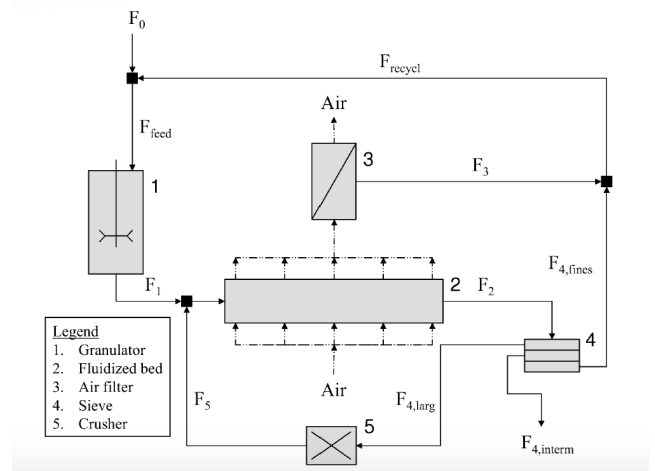 F0
Frecycl
Air
Ffeed
1
3
F3
F4,fines
F1
2
F2
Legend
1. Granulator
2. Fluidized bed
3. Air filter
4. Sieve
5. Crusher
4
Air
F5
F4,larg
5
F4,interm